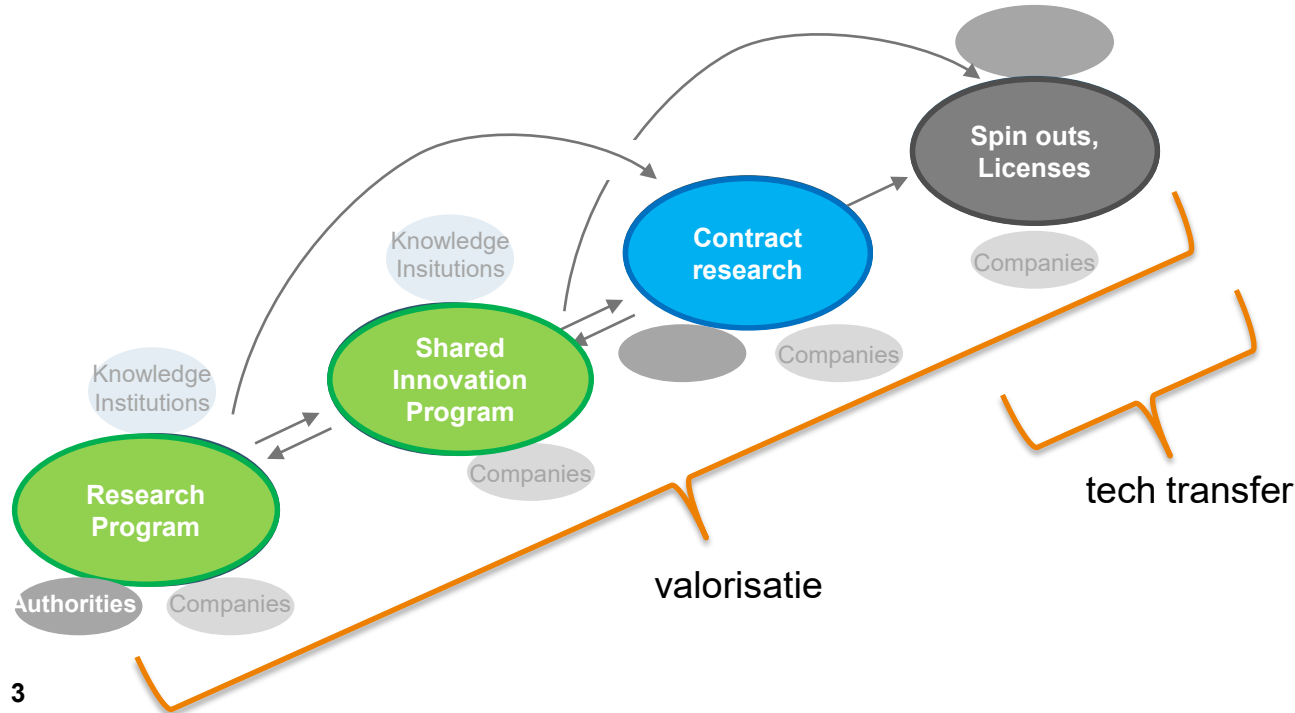 Spin outs,
Licenses
Companies
Knowledge
Insitutions
Contract
research
Companies
Knowledge
Institutions
Shared
Innovation
Program
Companies
Research
Program
Authorities
Companies
tech transfer
valorisatie
3